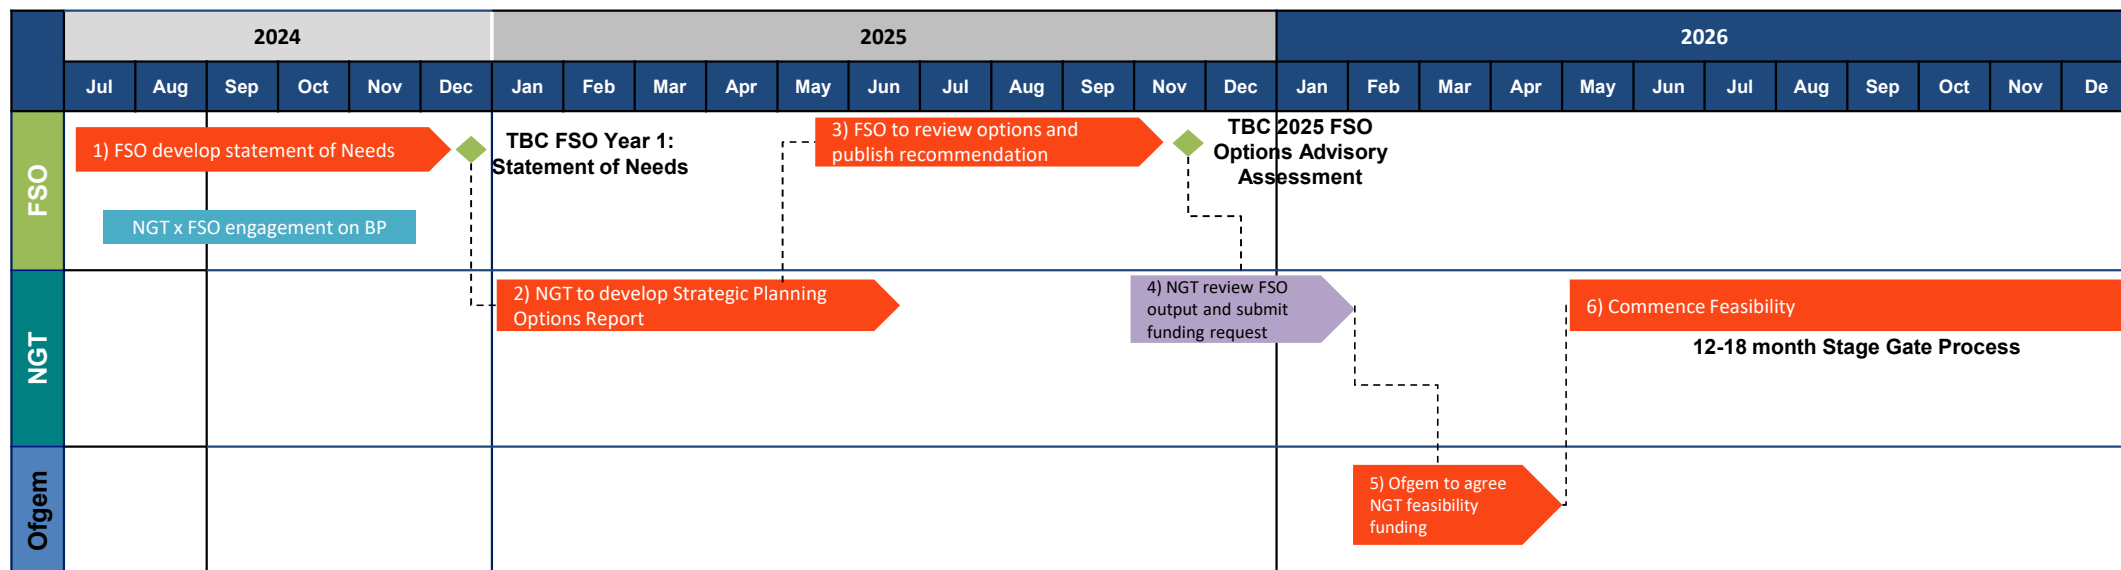 2024
2025
2026
Jul Aug Sep Oct Nov Dec Jan Feb Mar Apr May Jun Jul Aug Sep Nov Dec Jan Feb Mar Apr May Jun Jul Aug Sep Oct Nov De
FSO
1) FSO develop statement of Needs
TBC FSO Year 1:
Statement of Needs
3) FSO to review options and
publish recommendation
TBC 2025 FSO
Options Advisory
Assessment
NGT x FSO engagement on BP
NGT
2) NGT to develop Strategic Planning
Options Report
4) NGT review FSO
output and submit
funding request
6) Commence Feasibility
12-18 month Stage Gate Process
Ofgem
5) Ofgem to agree
NGT feasibility
funding